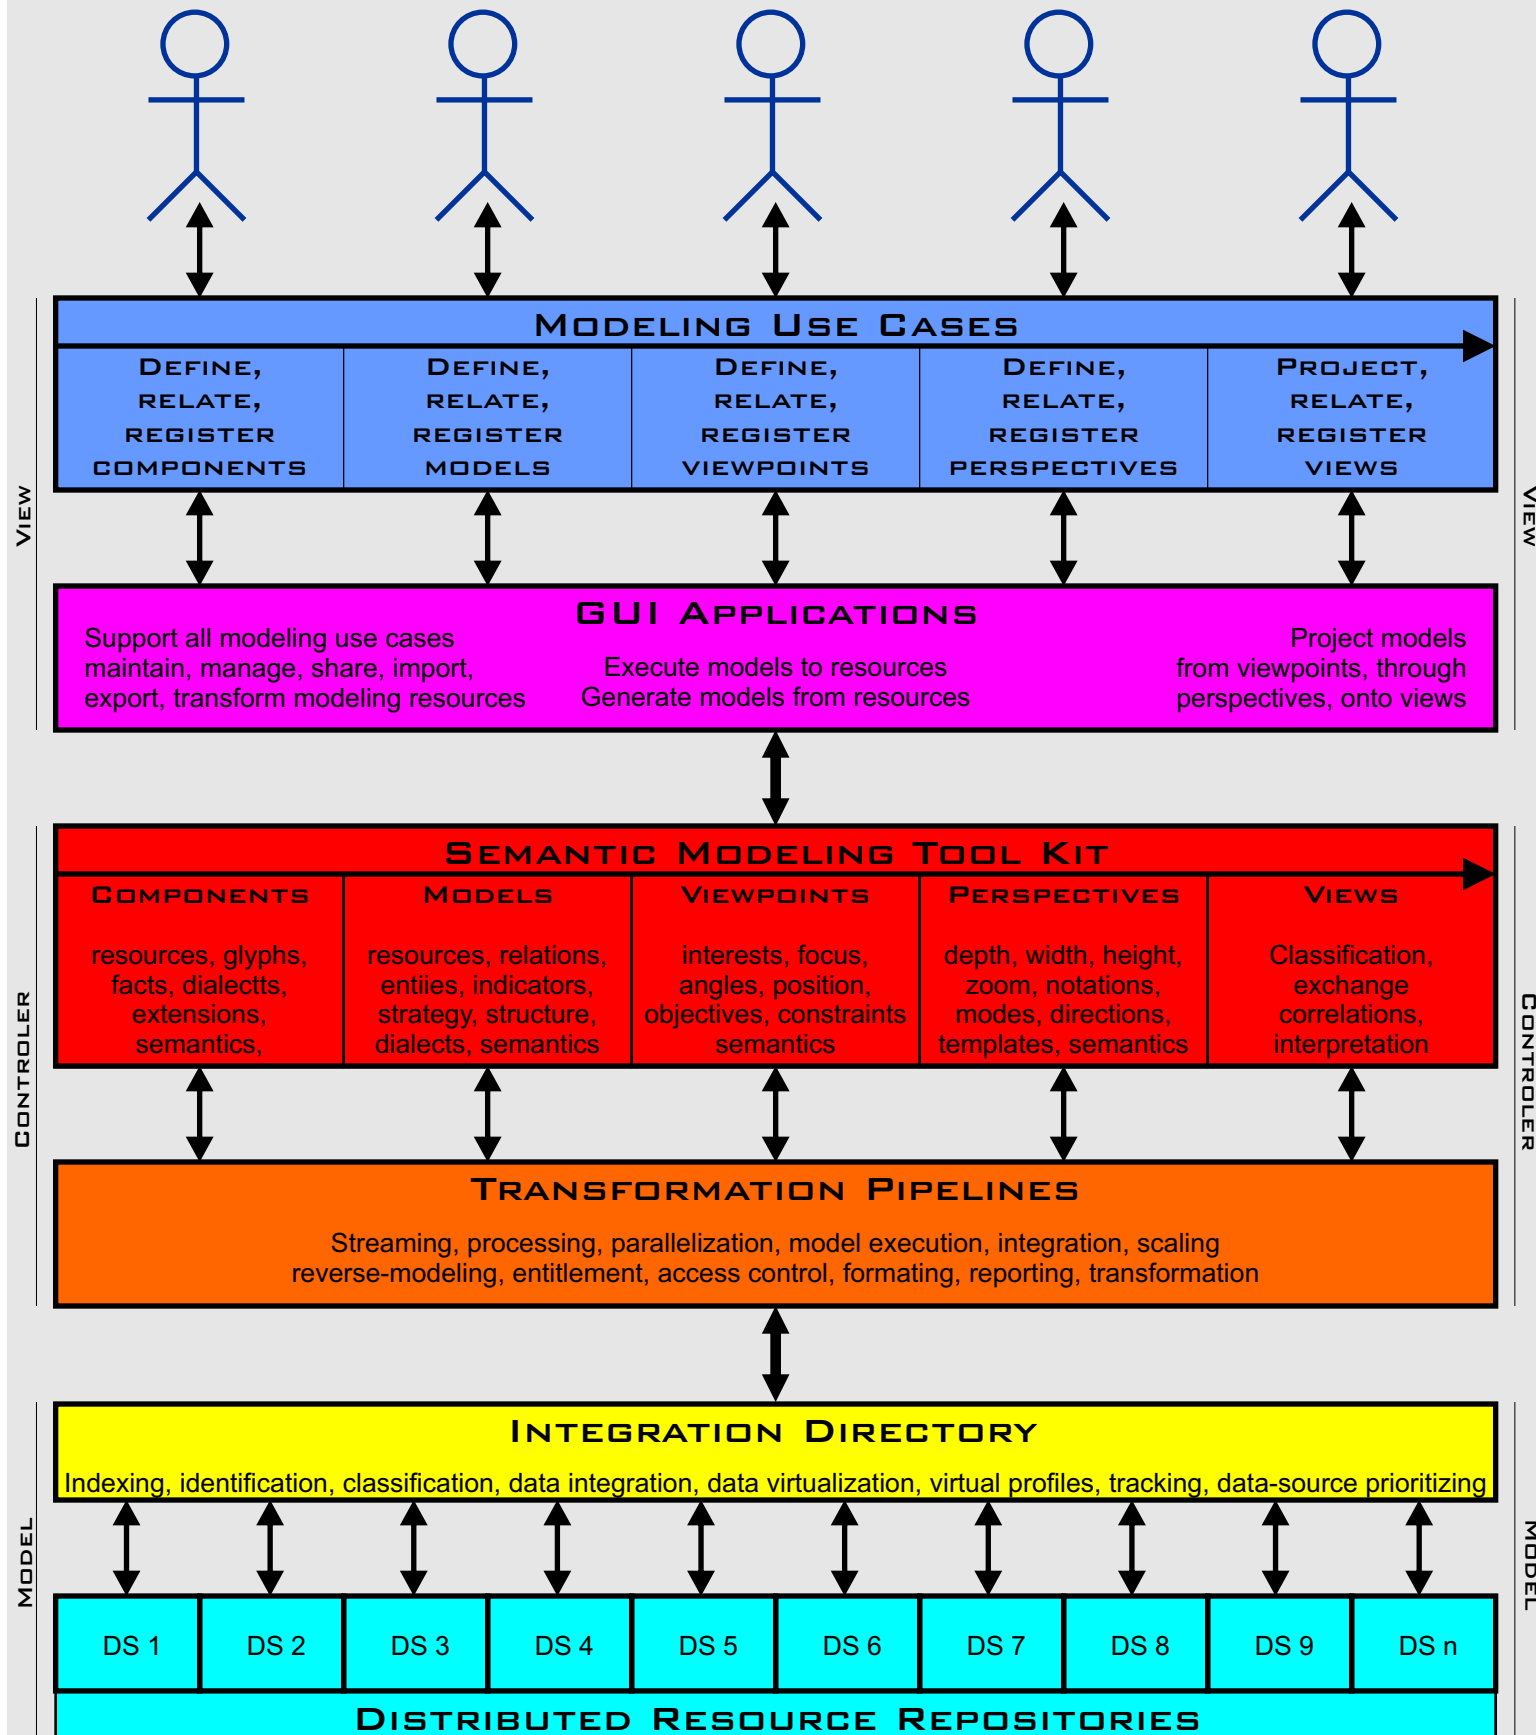 MODELING USE CASES
DEFINE,
RELATE,
REGISTER
COMPONENTS
DEFINE,
RELATE,
REGISTER
MODELS
DEFINE,
RELATE,
REGISTER
VIEWPOINTS
DEFINE,
RELATE,
REGISTER
PERSPECTIVES
PROJECT,
RELATE,
REGISTER
VIEWS
VIEW
VIEW
GUI APPLICATIONS
Support all modeling use cases
maintain, manage, share, import,
export, transform modeling resources
Execute models to resources
Generate models from resources
Project models
from viewpoints, through
perspectives, onto views
SEMANTIC MODELING TOOL KIT
COMPONENTS
resources, glyphs,
facts, dialectts,
extensions,
semantics,
MODELS
resources, relations,
entiies, indicators,
strategy, structure,
dialects, semantics
VIEWPOINTS
interests, focus,
angles, position,
objectives, constraints
semantics
PERSPECTIVES
depth, width, height,
zoom, notations,
modes, directions,
templates, semantics
VIEWS
Classification,
exchange
correlations,
interpretation
CONTROLER
CONTROLER
TRANSFORMATION PIPELINES
Streaming, processing, parallelization, model execution, integration, scaling
reverse-modeling, entitlement, access control, formating, reporting, transformation
INTEGRATION DIRECTORY
Indexing, identification, classification, data integration, data virtualization, virtual profiles, tracking, data-source prioritizing
MODEL
MODEL
DS 1
DS 2
DS 3
DS 4
DS 5
DS 6
DS 7
DS 8
DS 9
DS n
DISTRIBUTED RESOURCE REPOSITORIES